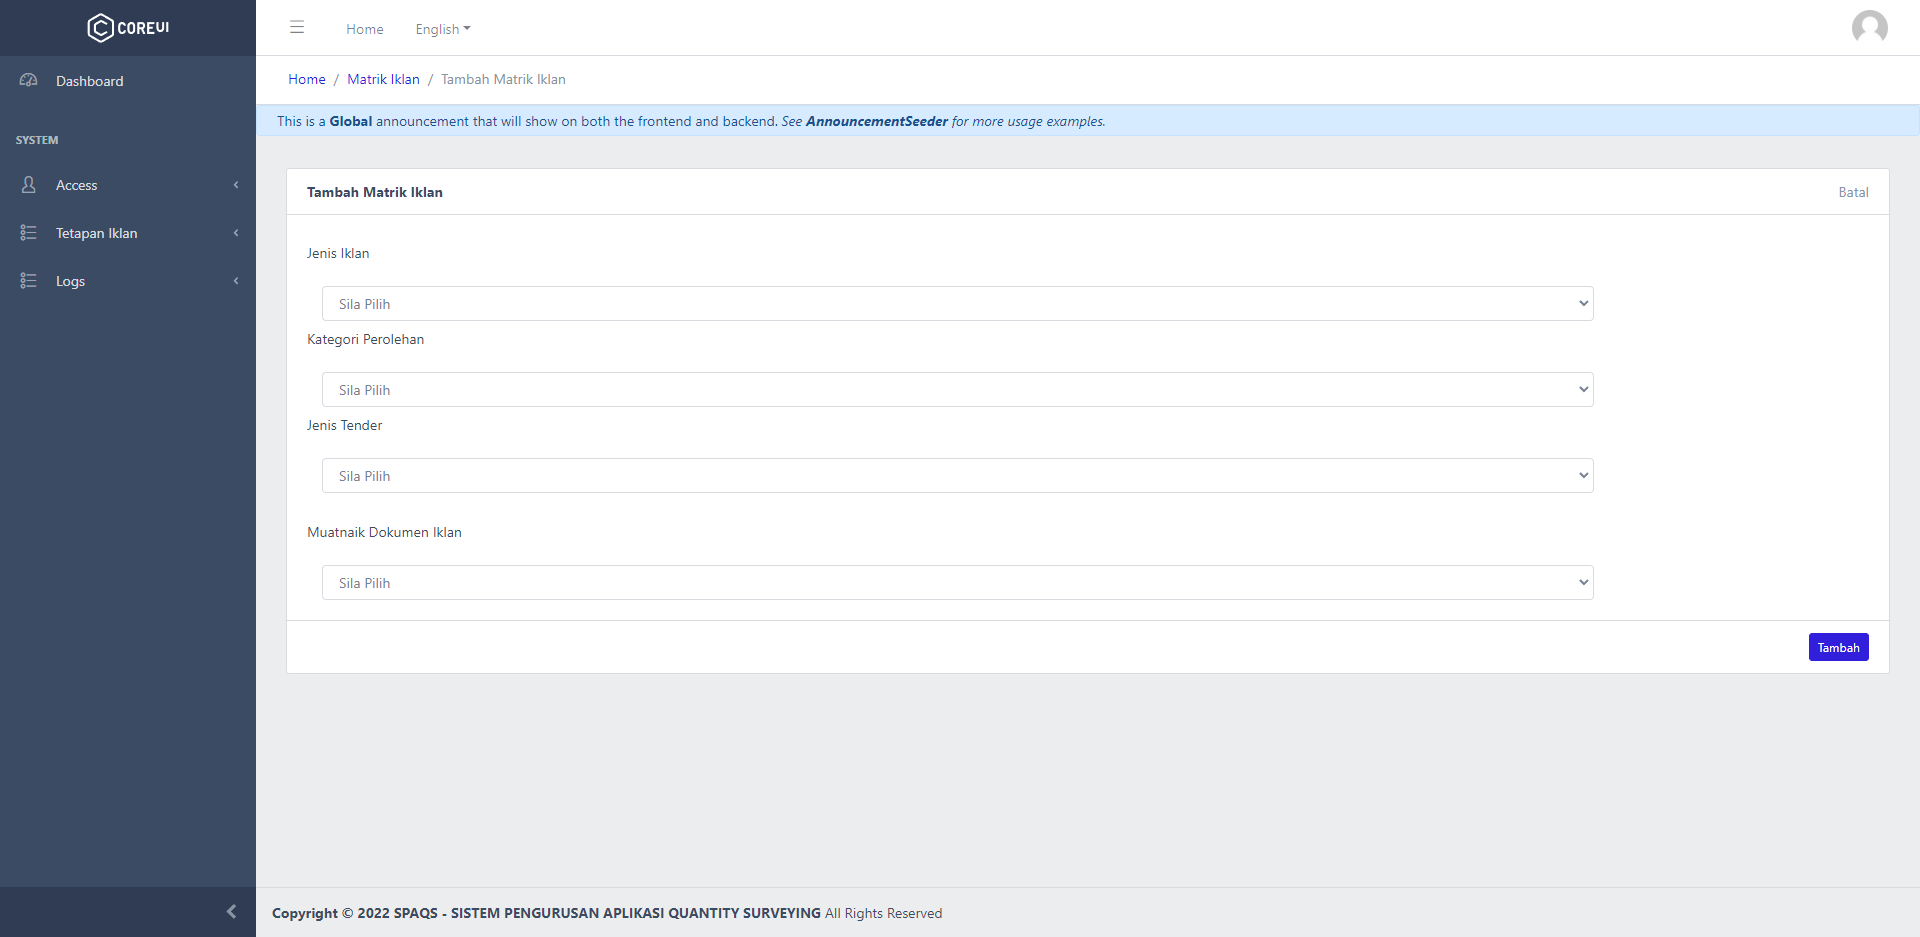 COREUI
Home
English
Dashboard
Home / Matrik Iklan / Tambah Matrik Iklan
This is a Global announcement that will show on both the frontend and backend. See AnnouncementSeeder for more usage examples.
SYSTEM
Access
Tetapan Iklan
Logs
Tambah Matrik Iklan
Batal
Jenis Iklan
Sila Pilih
Kategori Perolehan
Sila Pilih
Jenis Tender
Sila Pilih
Muatnaik Dokumen Iklan
Sila Pilih
Tambah
Copyright © 2022 SPAQS - SISTEM PENGURUSAN APLIKASI QUANTITY SURVEYING All Rights Reserved